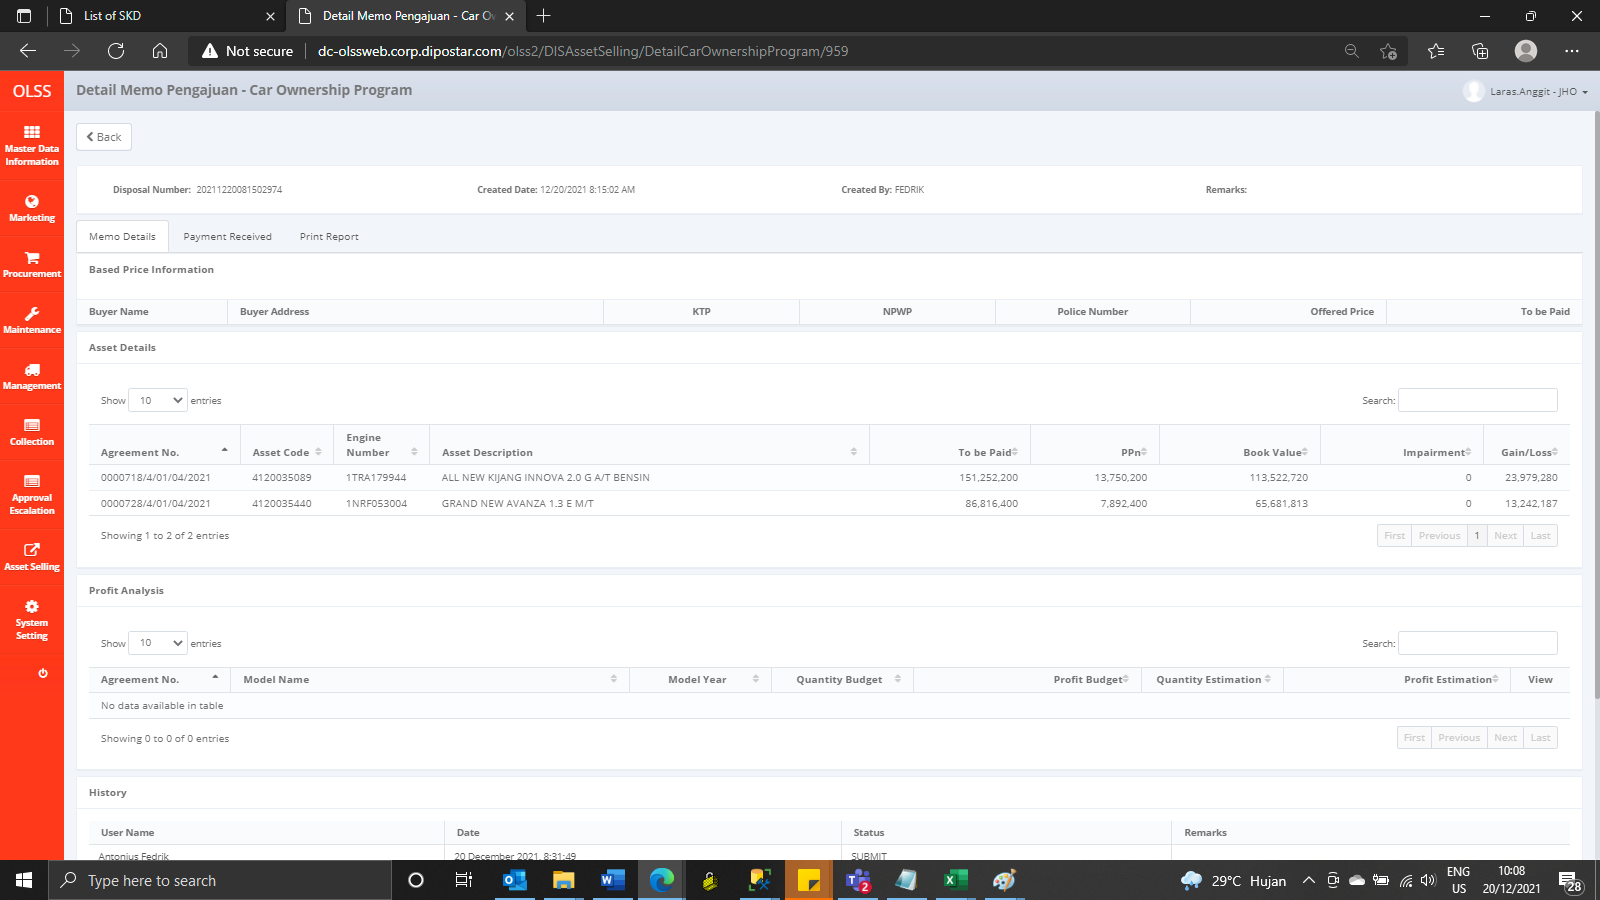 List of SKD
Detail Memo Pengajuan - Car Ow
Not secure
dc-olssweb.corp.dipostar.com/olss2/DISAssetSelling/DetailCarOwnershipProgram/959
OLSS
Detail Memo Pengajuan - Car Ownership Program
Laras.Anggit - JHO
Back
Master Data
Information
Marketing
Procurement
Maintenance
Management
Collection
Approval
Escalation
Asset Selling
System
Setting
Disposal Number: 20211220081502974
Created Date: 12/20/2021 8:15:02 AM
Created By: FEDRIK
Remarks:
Memo Details
Payment Received
Print Report
Based Price Information
Buyer Name Buyer Address KTP NPWP Police Number Offered Price To be Paid
Asset Details
Show 10 entries
Search:
Agreement No. Asset Code Engine Number Asset Description To be Paid PPn Book Value Impairment Gain/Loss
0000718/4/01/04/2021 4120035089 1TRA179944 ALL NEW KIJANG INNOVA 2.0 G A/T BENSIN 151,252,200 13,750,200 113,522,720 0 23,979,280
0000728/4/01/04/2021 4120035440 1NRF053004 GRAND NEW AVANZA 1.3 E M/T 86,816,400 7,892,400 65,681,813 0 13,242,187
Showing 1 to 2 of 2 entries
First Previous 1 Next Last
Profit Analysis
Show 10 entries
Search:
Agreement No. Model Name Model Year Quantity Budget Profit Budget Quantity Estimation Profit Estimation View
No data available in table
Showing 0 to 0 of 0 entries
First Previous Next Last
History
User Name Date Status Remarks
Antonius Fedrik 20 December 2021, 8:31:49 SUBMIT
Type here to search
2
29°C Hujan
ENG
US
10:08
20/12/2021
28